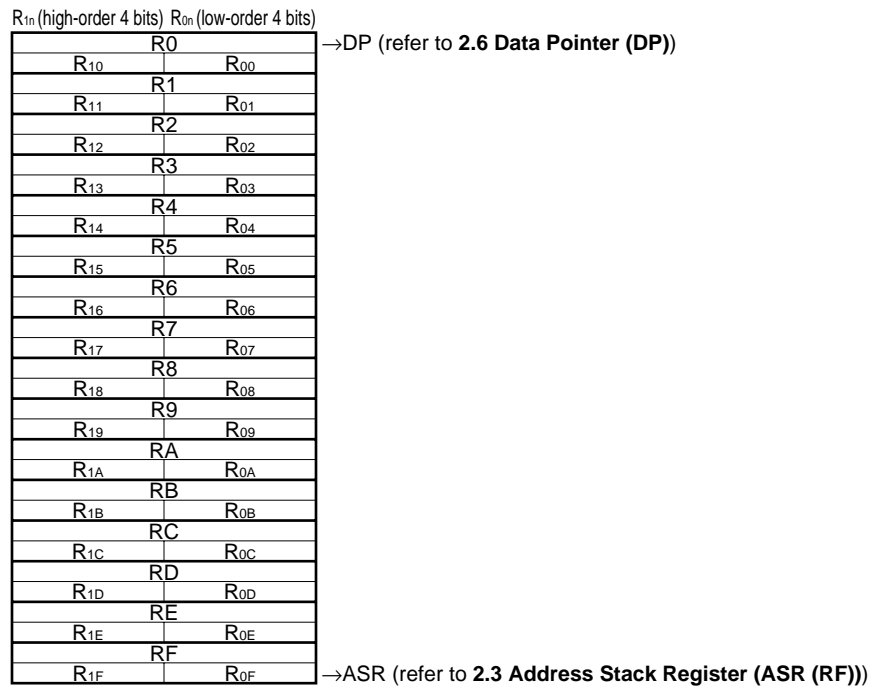 R1n (high-order 4 bits) R0n (low-order 4 bits)
R0 →DP (refer to 2.6 Data Pointer (DP))
R10 R00
R1
R11 R01
R2
R12 R02
R3
R13 R03
R4
R14 R04
R5
R15 R05
R6
R16 R06
R7
R17 R07
R8
R18 R08
R9
R19 R09
RA
R1A R0A
RB
R1B R0B
RC
R1C R0C
RD
R1D R0D
RE
R1E R0E
RF
R1F R0F →ASR (refer to 2.3 Address Stack Register (ASR (RF)))